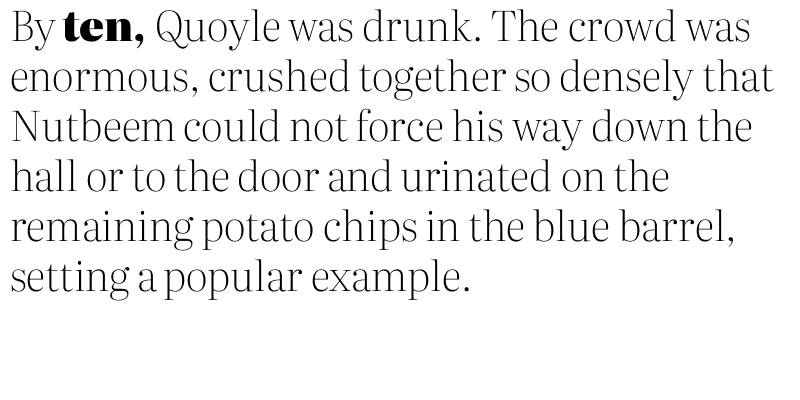 By ten, Quoyle was drunk. The crowd was
enormous, crushed together so densely that
Nutbeem could not force his way down the
hall or to the door and urinated on the
remaining potato chips in the blue barrel,
setting a popular example.